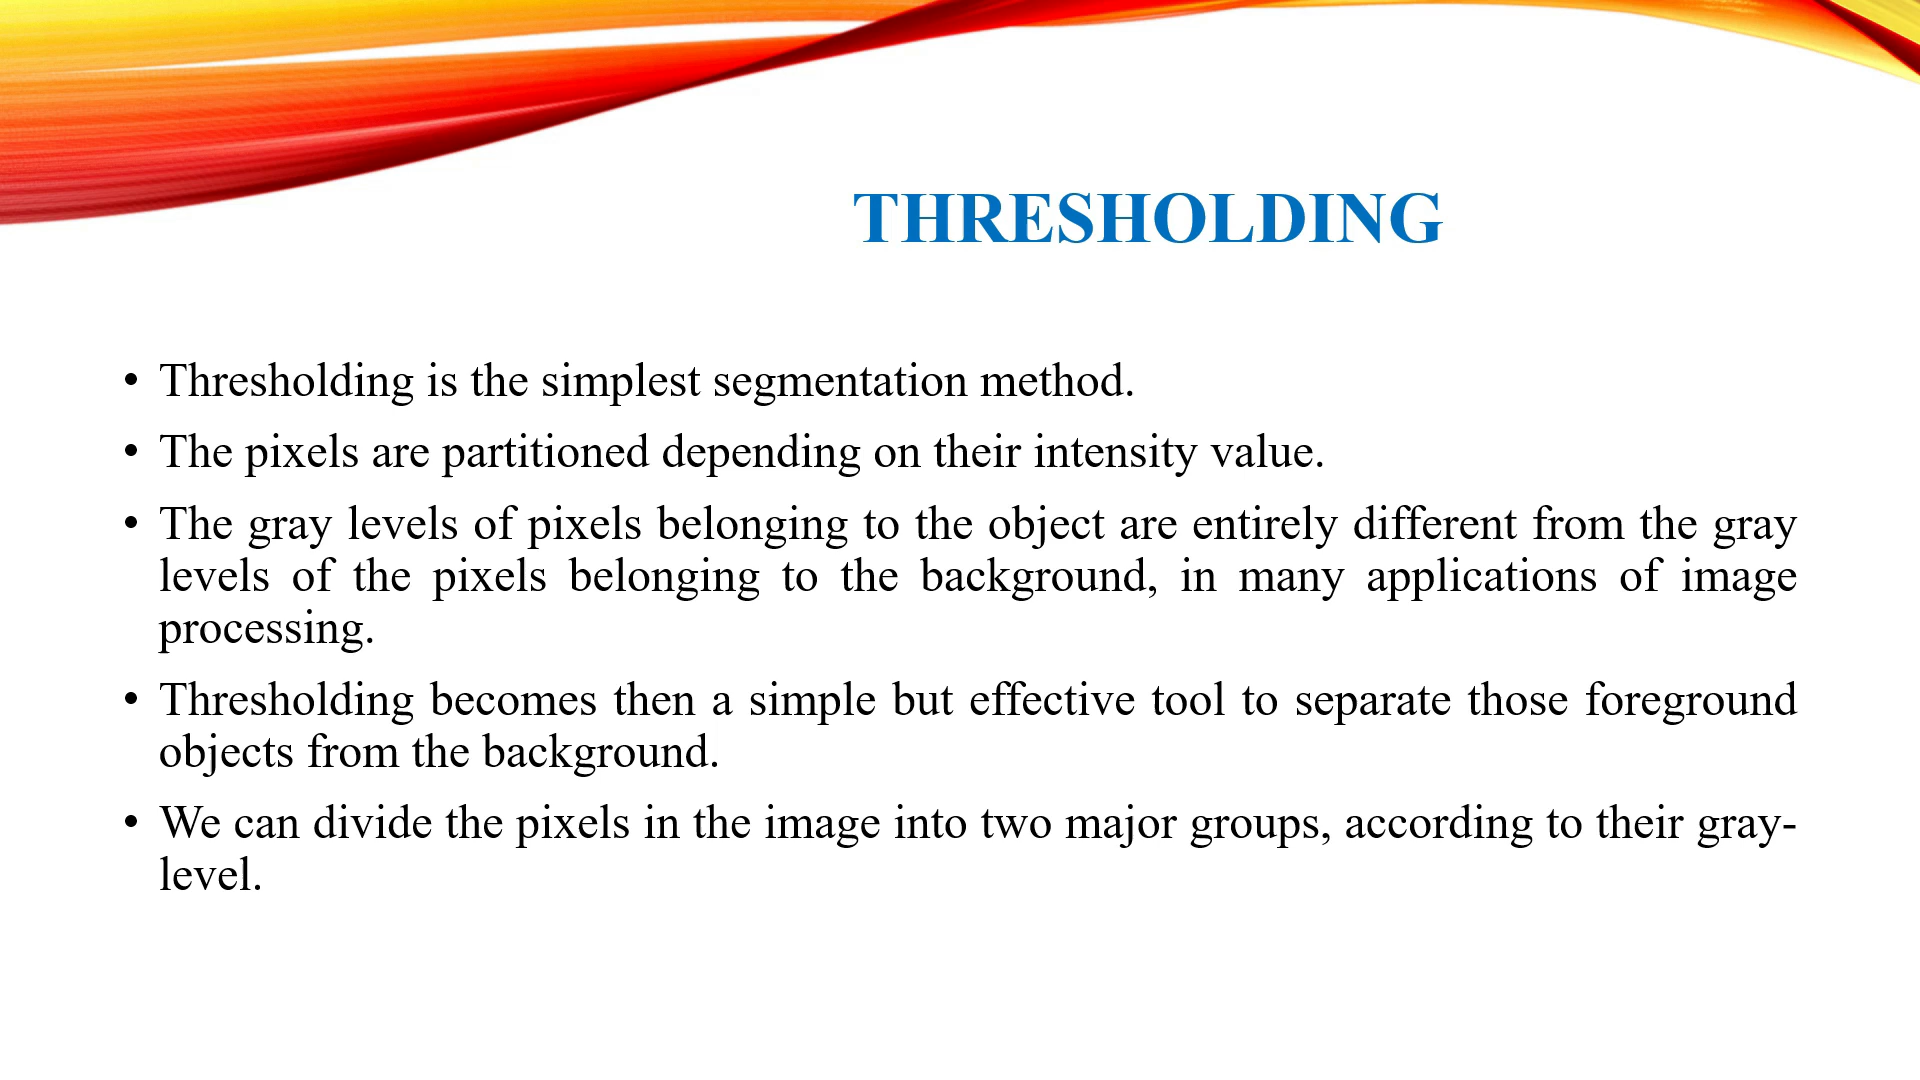 THRESHOLDING
• Thresholding is the simplest segmentation method.
• The pixels are partitioned depending on their intensity value.
• The gray levels of pixels belonging to the object are entirely different from the gray
levels of the pixels belonging to the background, in many applications of image
processing.
• Thresholding becomes then a simple but effective tool to separate those foreground
objects from the background.
• We can divide the pixels in the image into two major groups, according to their gray-
level.